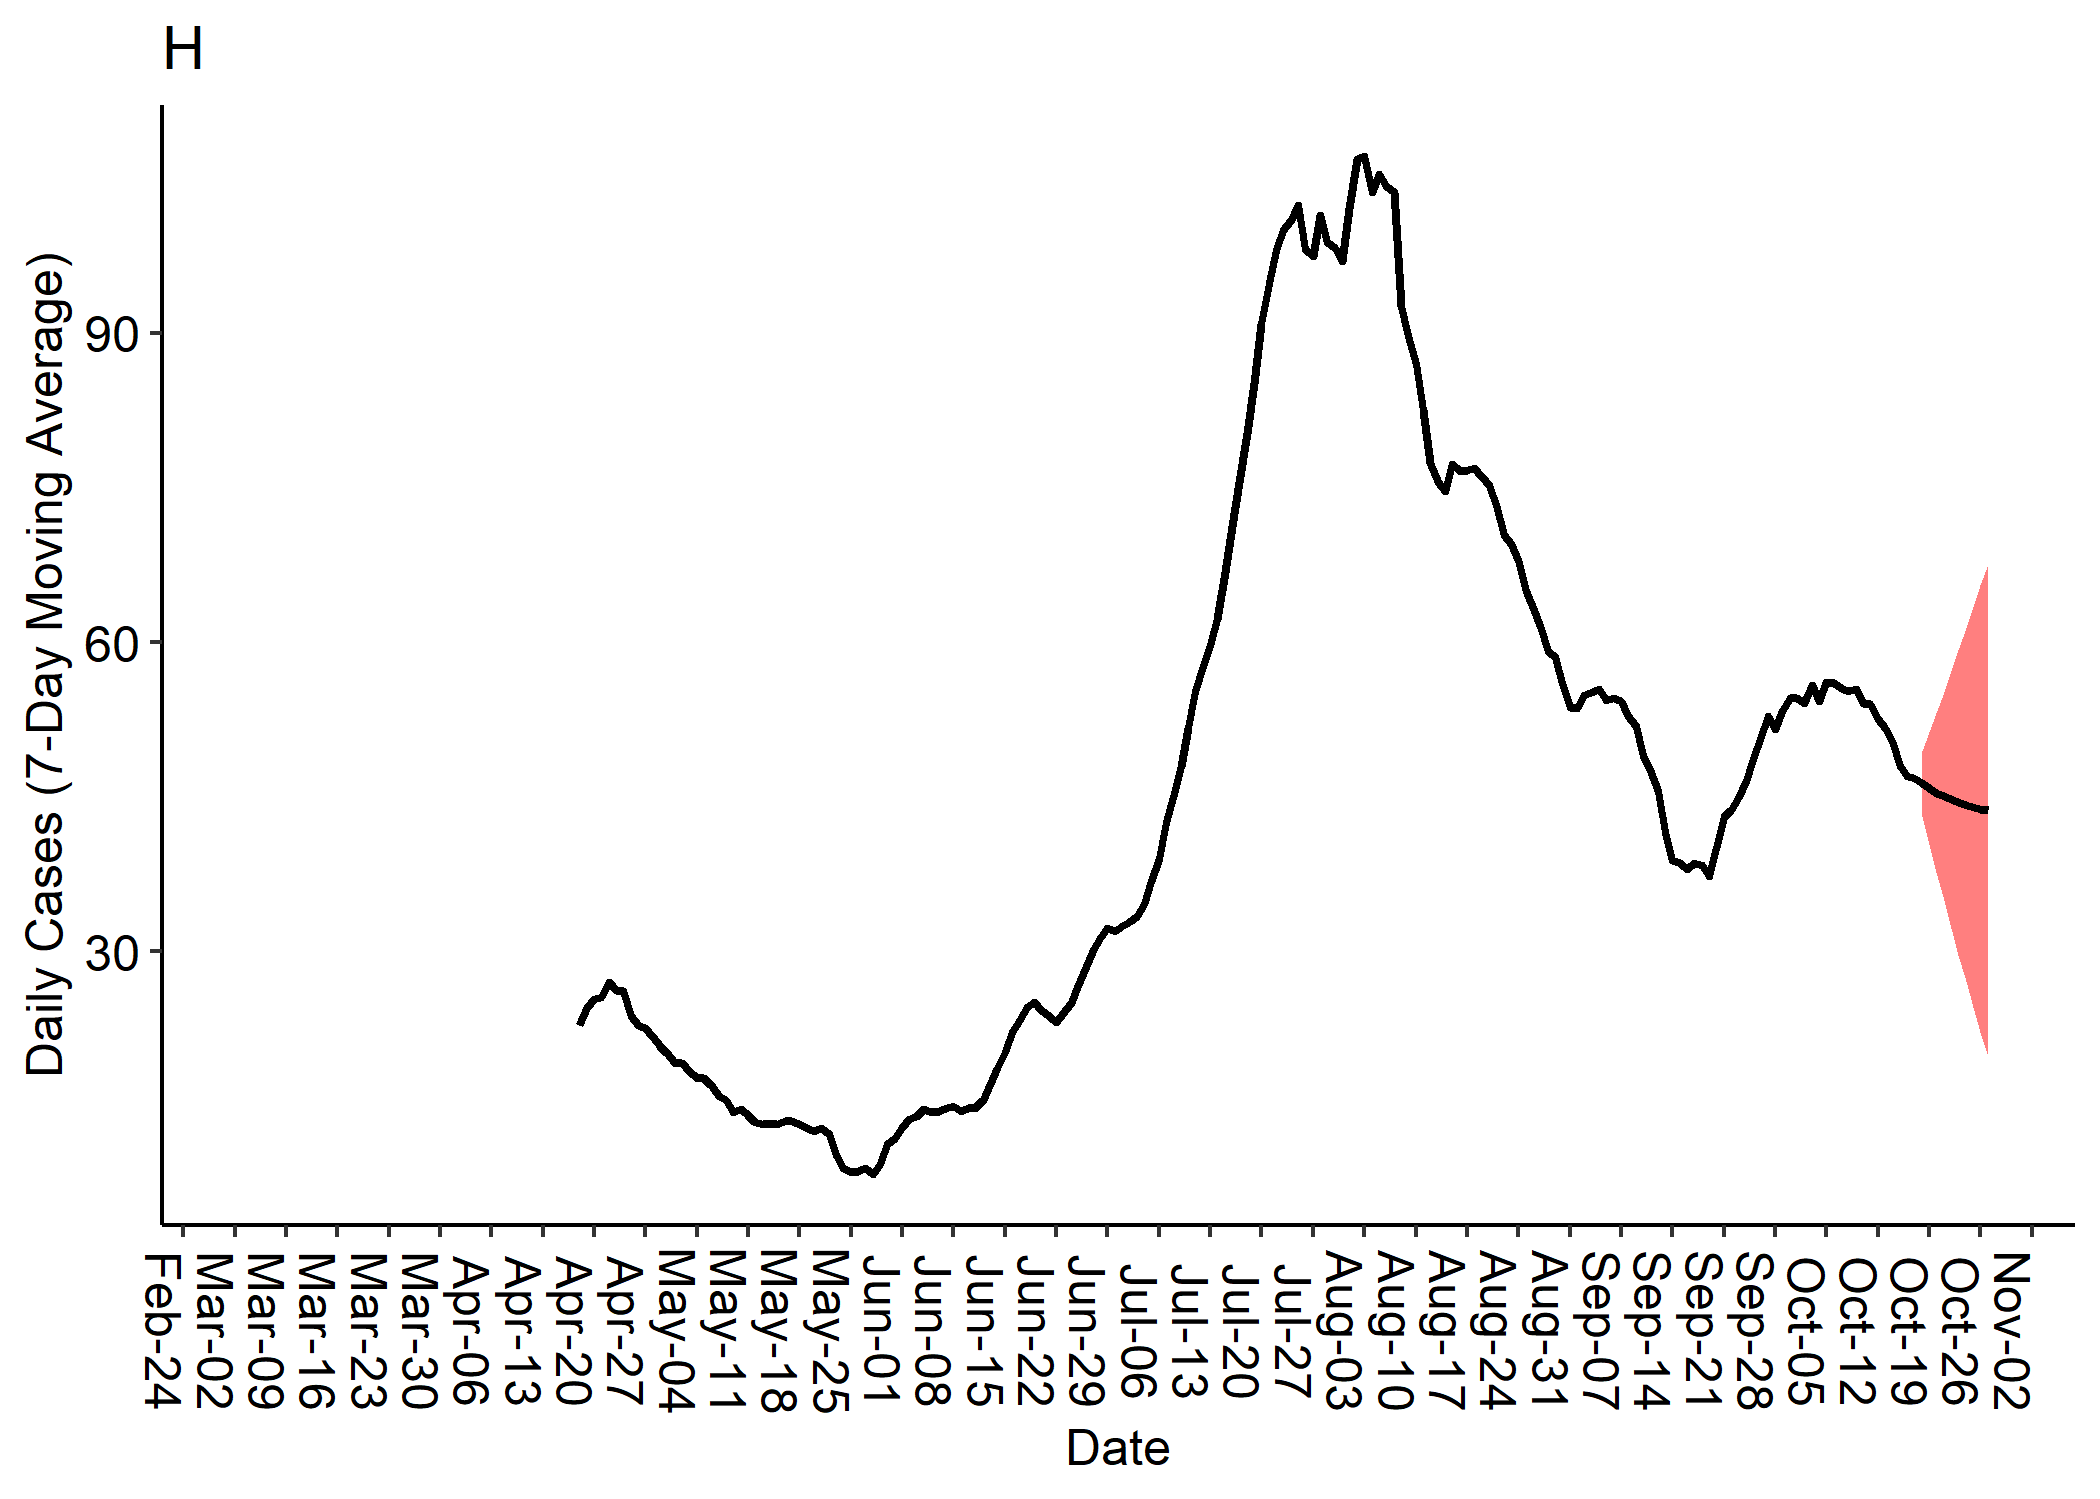 H
Daily Cases (7-Day Moving Average)
90
60
30
Feb-24
Mar-02
Mar-09
Mar-16
Mar-23
Mar-30
Apr-06
Apr-13
Apr-20
Apr-27
May-04
May-11
May-18
May-25
Jun-01
Jun-08
Jun-15
Jun-22
Jun-29
Jul-06
Jul-13
Jul-20
Jul-27
Aug-03
Aug-10
Aug-17
Aug-24
Aug-31
Sep-07
Sep-14
Sep-21
Sep-28
Oct-05
Oct-12
Oct-19
Oct-26
Nov-02
Date